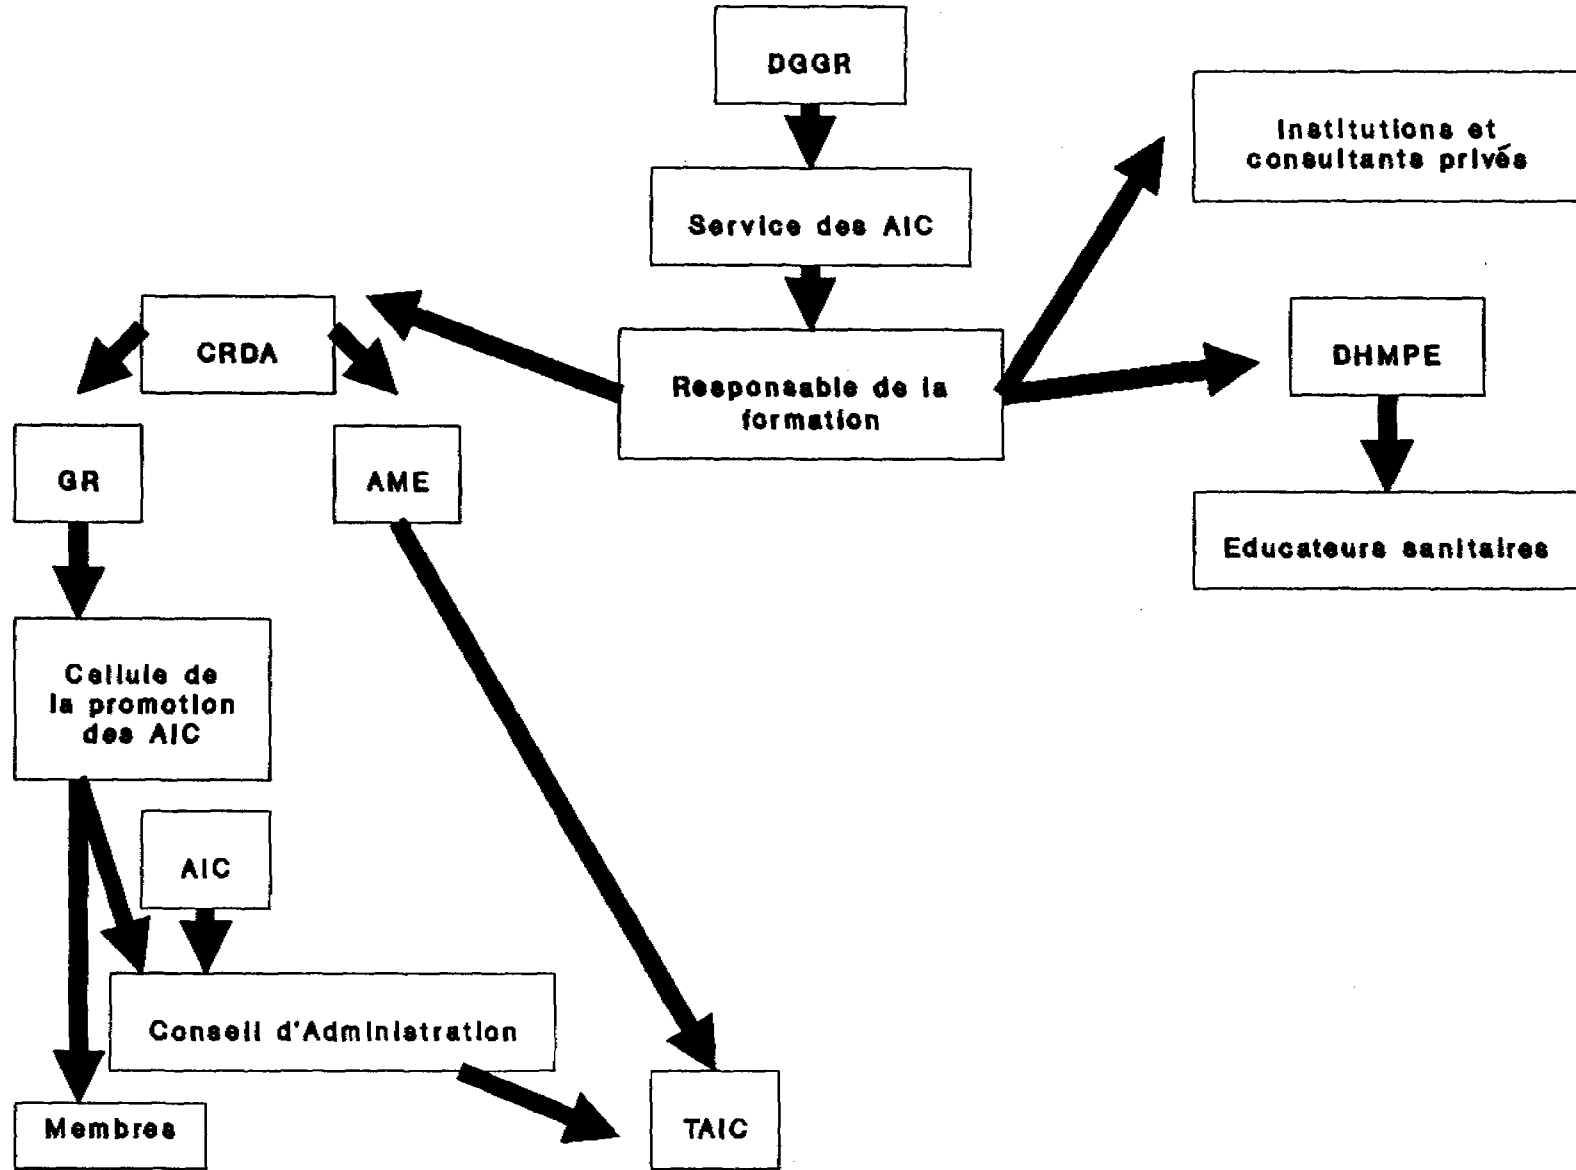 DGGR
Institutions et
consultants privés
Service des AIC
CRDA
DHMPE
Responsable de la
formation
GR
AME
Educateurs sanitaires
Cellule de
la promotion
des AIC
AIC
Conseil d'Administration
Membres
TAIC